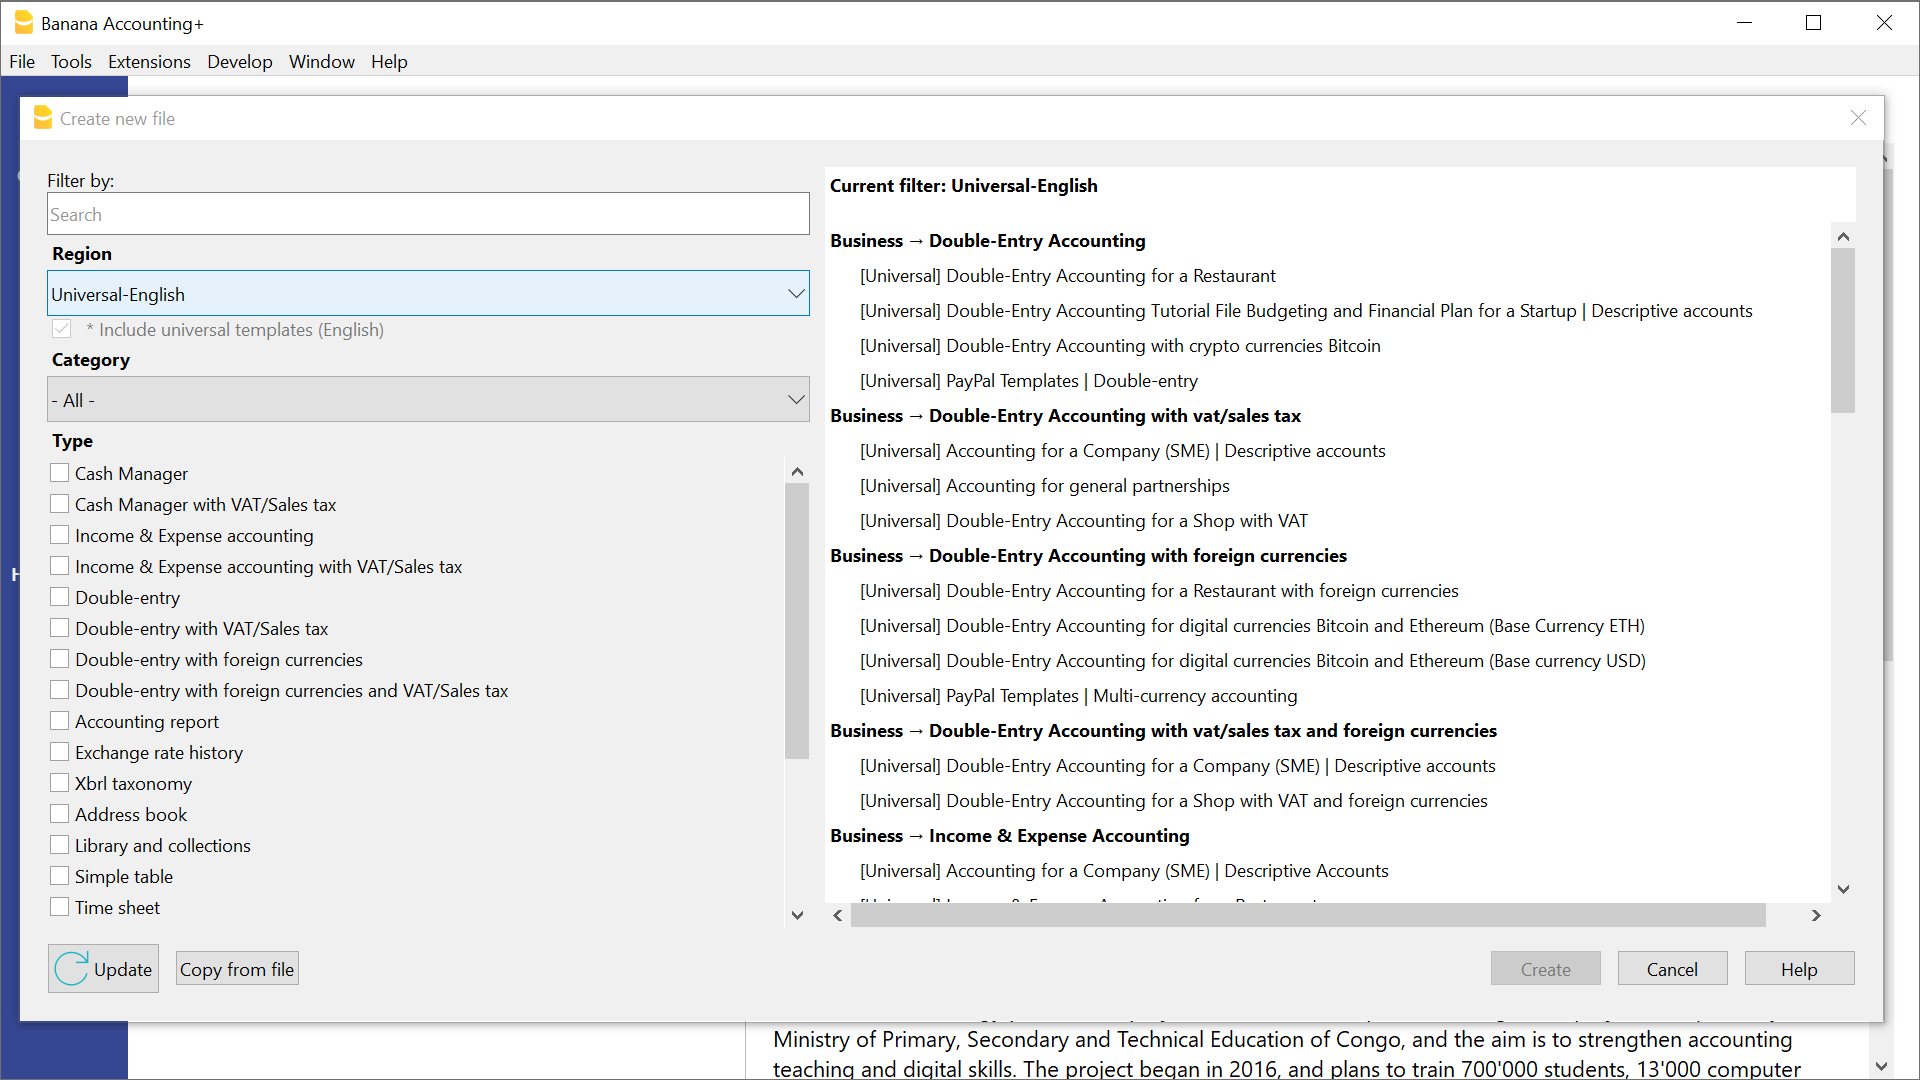 Banana Accounting+
File Tools Extensions Develop Window Help
Create new file
Filter by:
Search
Region
Universal-English
* Include universal templates (English)
Category
- All -
Type
Cash Manager
Cash Manager with VAT/Sales tax
Income & Expense accounting
Income & Expense accounting with VAT/Sales tax
Double-entry
Double-entry with VAT/Sales tax
Double-entry with foreign currencies
Double-entry with foreign currencies and VAT/Sales tax
Accounting report
Exchange rate history
Xbrl taxonomy
Address book
Library and collections
Simple table
Time sheet
Update
Copy from file
Current filter: Universal-English
Business → Double-Entry Accounting
[Universal] Double-Entry Accounting for a Restaurant
[Universal] Double-Entry Accounting Tutorial File Budgeting and Financial Plan for a Startup | Descriptive accounts
[Universal] Double-Entry Accounting with crypto currencies Bitcoin
[Universal] PayPal Templates | Double-entry
Business → Double-Entry Accounting with vat/sales tax
[Universal] Accounting for a Company (SME) | Descriptive accounts
[Universal] Accounting for general partnerships
[Universal] Double-Entry Accounting for a Shop with VAT
Business → Double-Entry Accounting with foreign currencies
[Universal] Double-Entry Accounting for a Restaurant with foreign currencies
[Universal] Double-Entry Accounting for digital currencies Bitcoin and Ethereum (Base Currency ETH)
[Universal] Double-Entry Accounting for digital currencies Bitcoin and Ethereum (Base currency USD)
[Universal] PayPal Templates | Multi-currency accounting
Business → Double-Entry Accounting with vat/sales tax and foreign currencies
[Universal] Double-Entry Accounting for a Company (SME) | Descriptive accounts
[Universal] Double-Entry Accounting for a Shop with VAT and foreign currencies
Business → Income & Expense Accounting
[Universal] Accounting for a Company (SME) | Descriptive Accounts
Create
Cancel
Help
Ministry of Primary, Secondary and Technical Education of Congo, and the aim is to strengthen accounting
teaching and digital skills. The project began in 2016, and plans to train 700'000 students, 13'000 computer